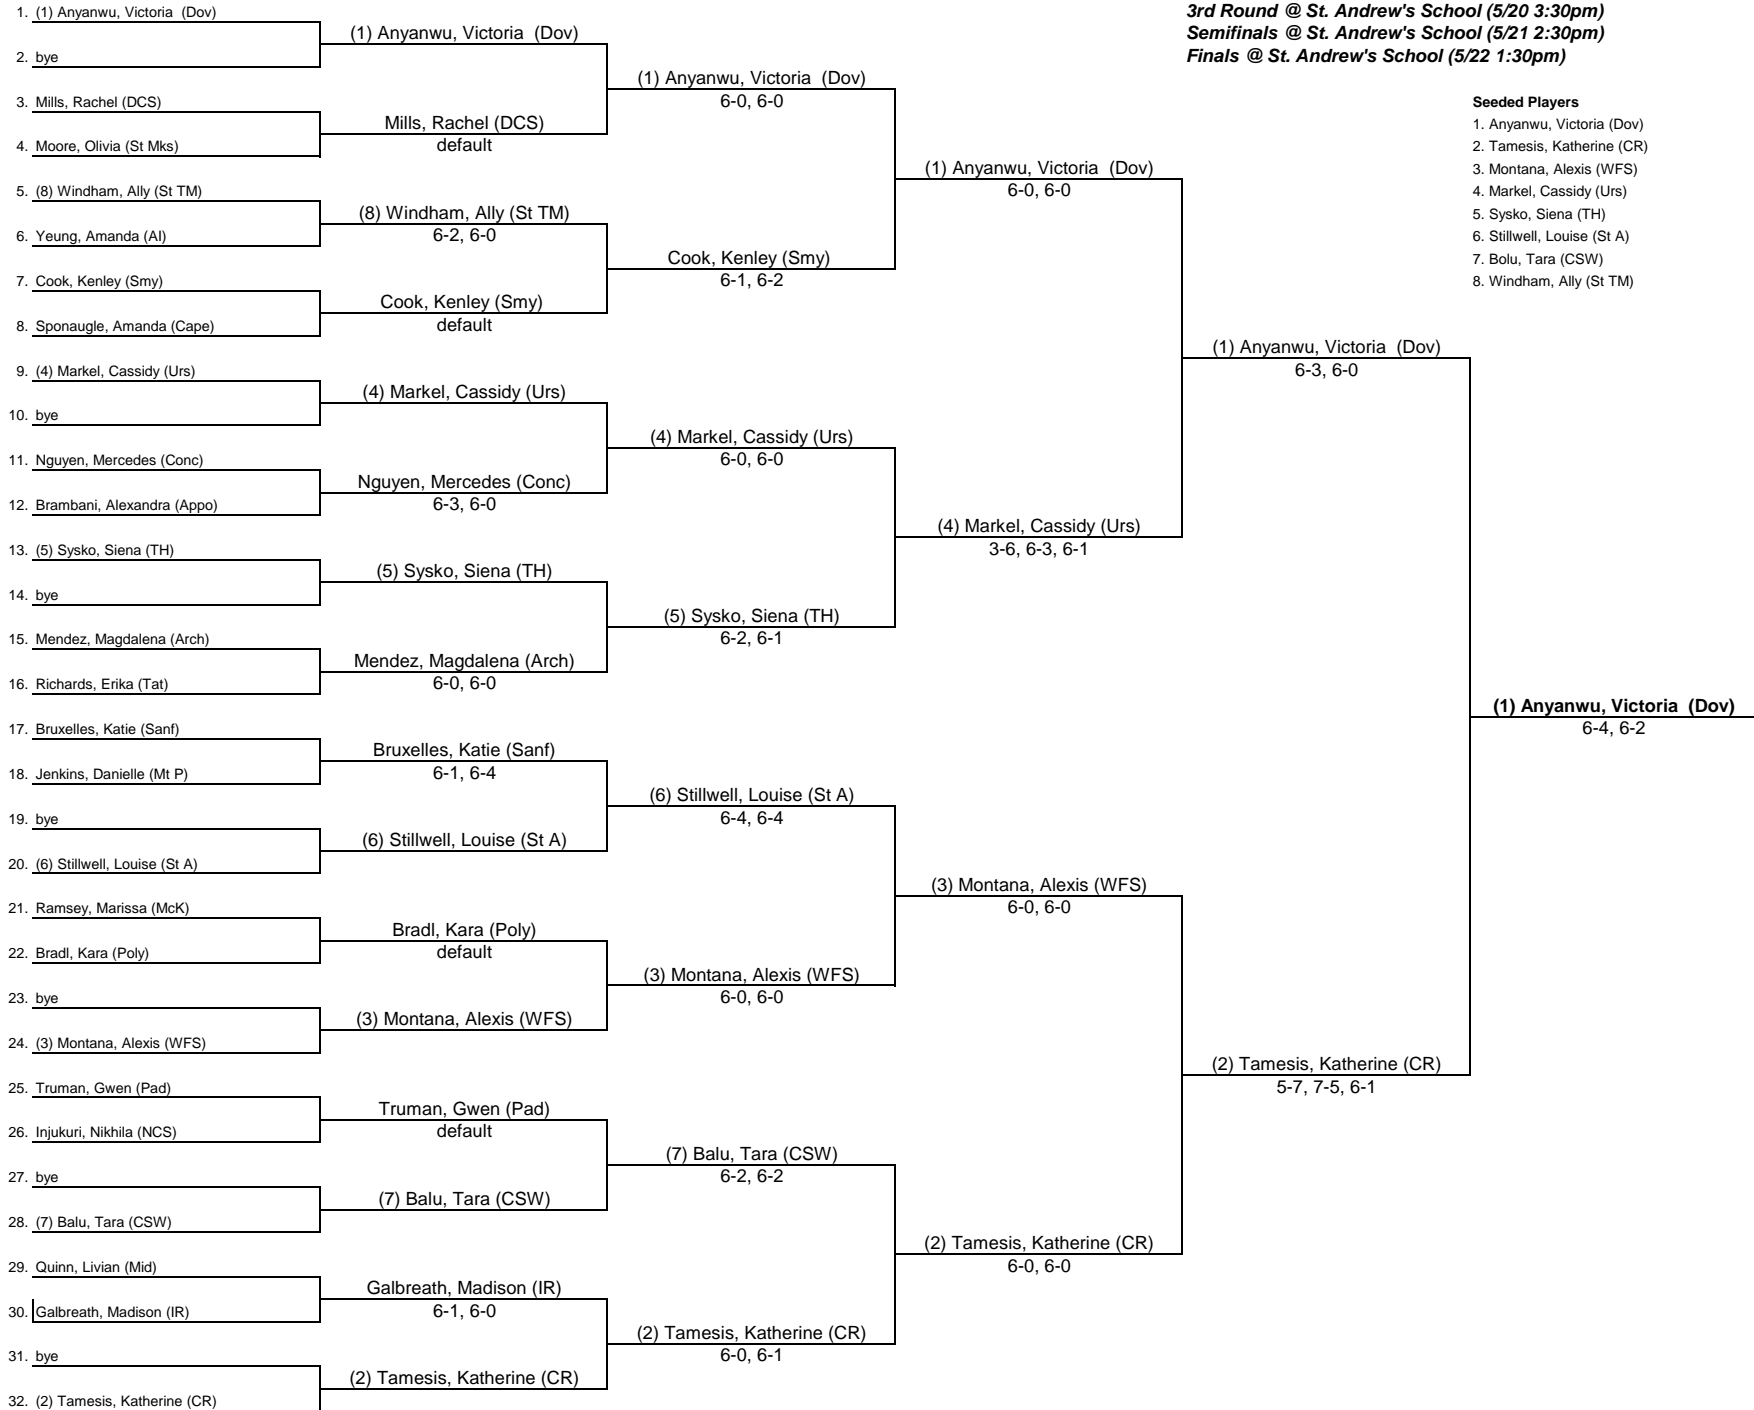 3rd Round @ St. Andrew's School (5/20 3:30pm)
Semifinals @ St. Andrew's School (5/21 2:30pm)
Finals @ St. Andrew's School (5/22 1:30pm)
Seeded Players
1. Anyanwu, Victoria (Dov)
2. Tamesis, Katherine (CR)
3. Montana, Alexis (WFS)
4. Markel, Cassidy (Urs)
5. Sysko, Siena (TH)
6. Stillwell, Louise (St A)
7. Bolu, Tara (CSW)
8. Windham, Ally (St TM)
1. (1) Anyanwu, Victoria (Dov)
2. bye
3. Mills, Rachel (DCS)
4. Moore, Olivia (St Mks)
5. (8) Windham, Ally (St TM)
6. Yeung, Amanda (AI)
7. Cook, Kenley (Smy)
8. Sponaugle, Amanda (Cape)
9. (4) Markel, Cassidy (Urs)
10. bye
11. Nguyen, Mercedes (Conc)
12. Brambani, Alexandra (Appo)
13. (5) Sysko, Siena (TH)
14. bye
15. Mendez, Magdalena (Arch)
16. Richards, Erika (Tat)
17. Bruxelles, Katie (Sanf)
18. Jenkins, Danielle (Mt P)
19. bye
20. (6) Stillwell, Louise (St A)
21. Ramsey, Marissa (McK)
22. Bradl, Kara (Poly)
23. bye
24. (3) Montana, Alexis (WFS)
25. Truman, Gwen (Pad)
26. Injukuri, Nikhila (NCS)
27. bye
28. (7) Balu, Tara (CSW)
29. Quinn, Livian (Mid)
30. Galbreath, Madison (IR)
31. bye
32. (2) Tamesis, Katherine (CR)
(1) Anyanwu, Victoria (Dov)
Mills, Rachel (DCS)
default
(8) Windham, Ally (St TM)
6-2, 6-0
Cook, Kenley (Smy)
default
(4) Markel, Cassidy (Urs)
Nguyen, Mercedes (Conc)
6-3, 6-0
(5) Sysko, Siena (TH)
Mendez, Magdalena (Arch)
6-0, 6-0
Bruxelles, Katie (Sanf)
6-1, 6-4
(6) Stillwell, Louise (St A)
Bradl, Kara (Poly)
default
(3) Montana, Alexis (WFS)
Truman, Gwen (Pad)
default
(7) Balu, Tara (CSW)
Galbreath, Madison (IR)
6-1, 6-0
(2) Tamesis, Katherine (CR)
(1) Anyanwu, Victoria (Dov)
6-0, 6-0
Cook, Kenley (Smy)
6-1, 6-2
(4) Markel, Cassidy (Urs)
6-0, 6-0
(5) Sysko, Siena (TH)
6-2, 6-1
(6) Stillwell, Louise (St A)
6-4, 6-4
(3) Montana, Alexis (WFS)
6-0, 6-0
(7) Balu, Tara (CSW)
6-2, 6-2
(2) Tamesis, Katherine (CR)
6-0, 6-1
(1) Anyanwu, Victoria (Dov)
6-0, 6-0
(4) Markel, Cassidy (Urs)
3-6, 6-3, 6-1
(3) Montana, Alexis (WFS)
6-0, 6-0
(2) Tamesis, Katherine (CR)
6-0, 6-0
(1) Anyanwu, Victoria (Dov)
6-3, 6-0
(2) Tamesis, Katherine (CR)
5-7, 7-5, 6-1
(1) Anyanwu, Victoria (Dov)
6-4, 6-2